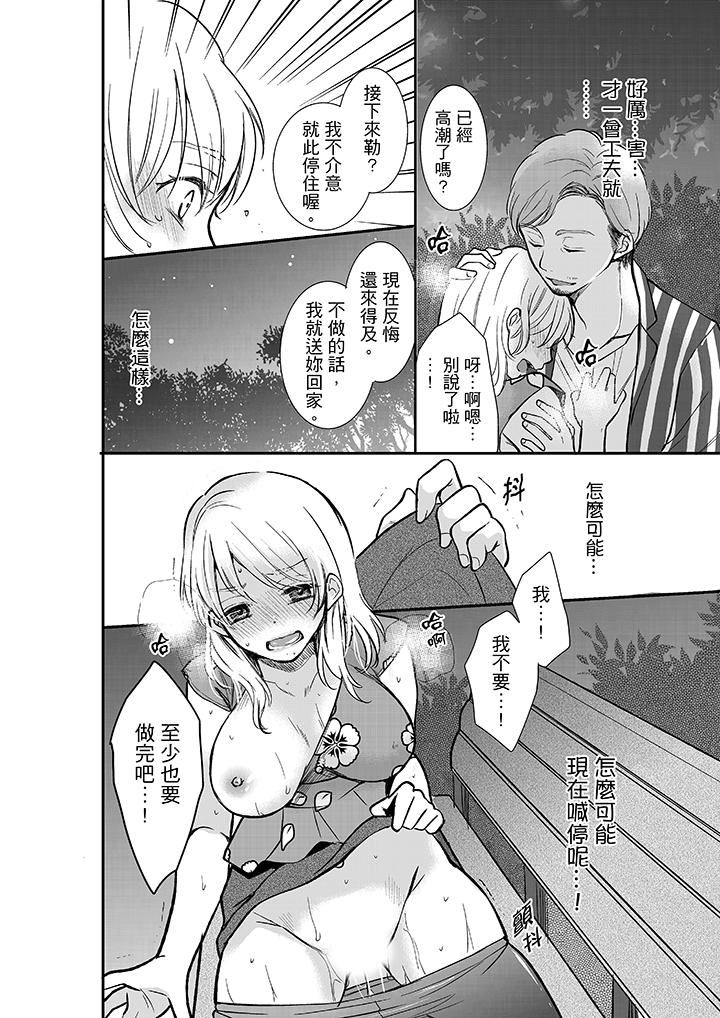 好厲…害…
才一會工夫就
……
已經
高潮了嗎？
哈
哈
呀…啊嗯…
別說了啦
…！
接下來勒？
我不介意
就此停住喔。
現在反悔
還來得及。
不做的話，
我就送妳回家。
怎麼這樣…
怎麼可能…
抖
我…！
我不要…！
哈啊
哈
怎麼可能
現在喊停呢…！
至少也要
做完吧…！
顫抖